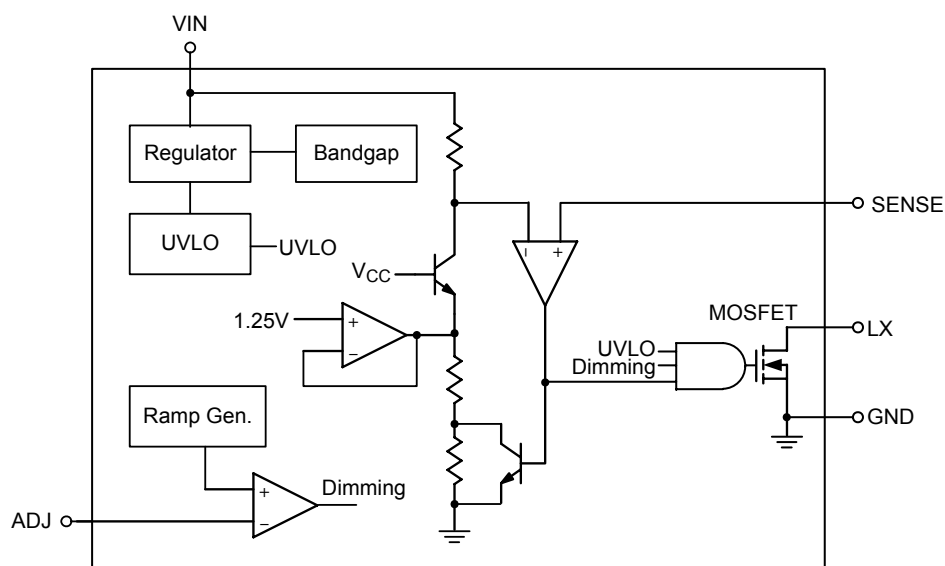 VIN
Regulator
Bandgap
SENSE
UVLO
UVLO
VCC
MOSFET
1.25V
LX
UVLO
Dimming
Ramp Gen.
GND
Dimming
ADJ